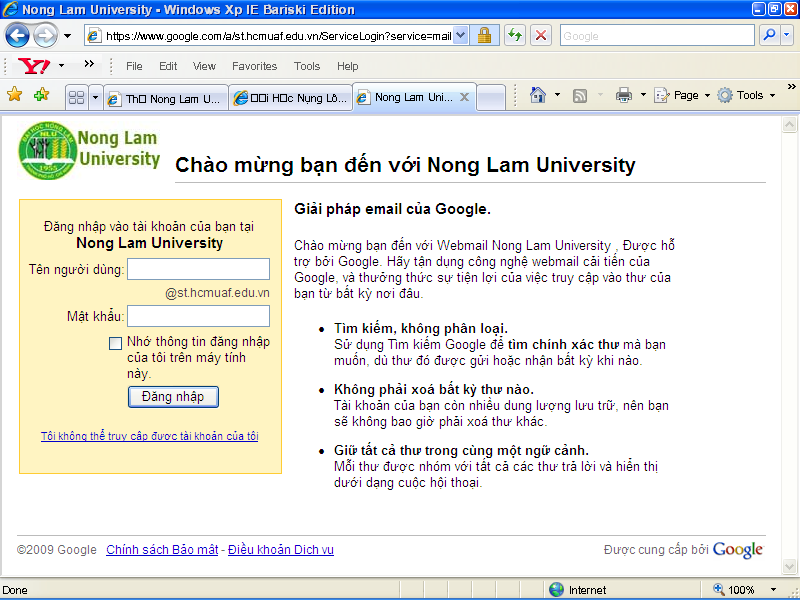 Nong Lam University - Windows Xp IE Bariski Edition
https://www.google.com/a/st.hcmuaf.edu.vn/ServiceLogin?service=mail
Google
Y!
File Edit View Favorites Tools Help
Nong Lam U...
Nong Lam Uni...
Page Tools
NLU
1955
Nong Lam
University
Chào mừng bạn đến với Nong Lam University
Đăng nhập vào tài khoản của bạn tại
Nong Lam University
Tên người dùng:
@st.hcmuaf.edu.vn
Mật khẩu:
Nhớ thông tin đăng nhập
của tôi trên máy tính
này.
Đăng nhập
Tôi không thể truy cập được tài khoản của tôi
Giải pháp email của Google.
Chào mừng bạn đến với Webmail Nong Lam University , Được hỗ
trợ bởi Google. Hãy tận dụng công nghệ webmail cải tiến của
Google, và thưởng thức sự tiện lợi của việc truy cập vào thư của
bạn từ bất kỳ nơi đâu.
• Tìm kiếm, không phân loại.
Sử dụng Tìm kiếm Google để tìm chính xác thư mà bạn
muốn, dù thư đó được gửi hoặc nhận bất kỳ khi nào.
• Không phải xoá bất kỳ thư nào.
Tài khoản của bạn còn nhiều dung lượng lưu trữ, nên bạn
sẽ không bao giờ phải xoá thư khác.
• Giữ tất cả thư trong cùng một ngữ cảnh.
Mỗi thư được nhóm với tất cả các thư trả lời và hiển thị
dưới dạng cuộc hội thoại.
©2009 Google Chính sách Bảo mật - Điều khoản Dịch vụ
Được cung cấp bởi Google
Done
Internet
100%